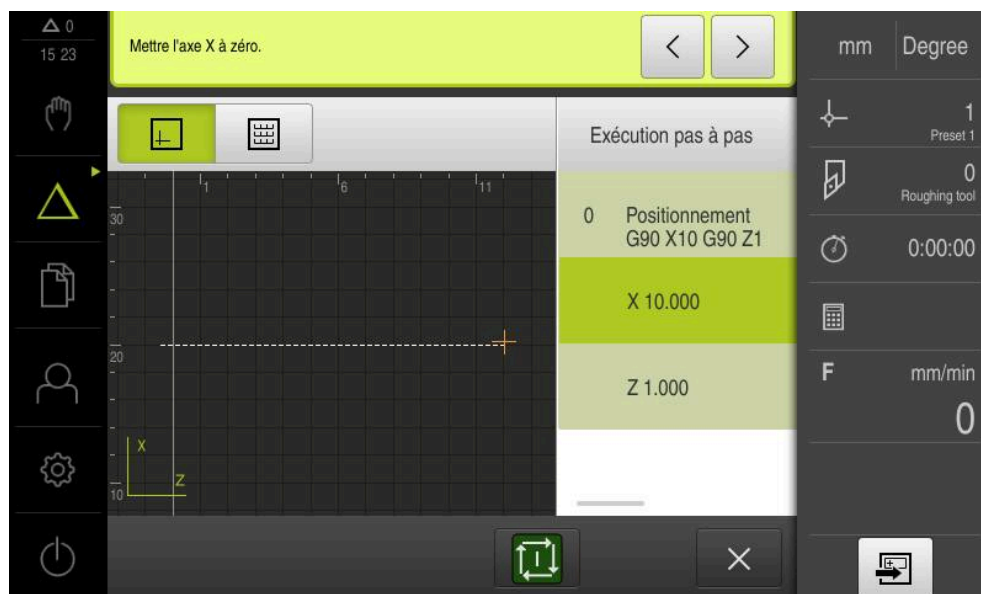 0
15 23
Mettre l'axe X à zéro.
mm
Degree
Exécution pas à pas
1
Preset 1
0
Roughing tool
0:00:00
F
mm/min
0
0
Positionnement
G90 X10 G90 Z1
X 10.000
Z 1.000
1
6
11
30
20
10
X
Z